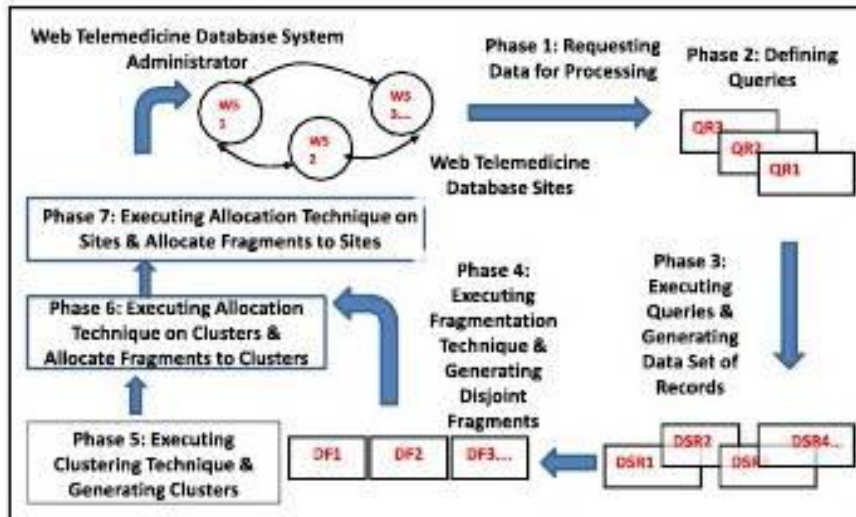 Web Telemedicine Database System
Administrator
WS
1
WS
2
WS
3...
Phase 1: Requesting
Data for Processing
Phase 2: Defining
Queries
QR3
QR2
QR1
Web Telemedicine
Database Sites
Phase 7: Executing Allocation Technique on
Sites & Allocate Fragments to Sites
Phase 6: Executing Allocation
Technique on Clusters &
Allocate Fragments to Clusters
Phase 4:
Executing
Fragmentation
Technique &
Generating
Disjoint
Fragments
Phase 3:
Executing
Queries &
Generating
Data Set of
Records
Phase 5: Executing
Clustering Technique &
Generating Clusters
DF1
DF2
DF3....
DSR1
DSR2
DSR4..